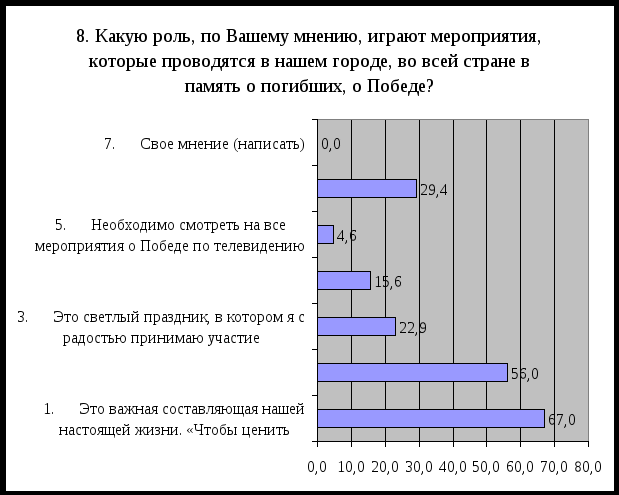 8. Какую роль, по Вашему мнению, играют мероприятия,
которые проводятся в нашем городе, во всей стране в
память о погибших, о Победе?
7. Свое мнение (написать)
0,0
29,4
5. Необходимо смотреть на все
мероприятия о Победе по телевидению
4,6
15,6
3. Это светлый праздник, в котором я с
радостью принимаю участие
22,9
56,0
1. Это важная составляющая нашей
настоящей жизни. «Чтобы ценить
67,0
0,0 10,0 20,0 30,0 40,0 50,0 60,0 70,0 80,0